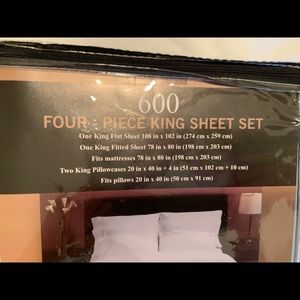 600
FOUR - PIECE KING SHEET SET
One King Flat Sheet 108 in x 102 in (274 cm x 259 cm)
One King Fitted Sheet 78 in x 80 in (198 cm x 203 cm)
Fits mattresses 78 in x 80 in (198 cm x 203 cm)
Two King Pillowcases 20 in x 40 in + 4 in (51 cm x 102 cm + 10 cm)
Fits pillows 20 in x 40 in (50 cm x 91 cm)